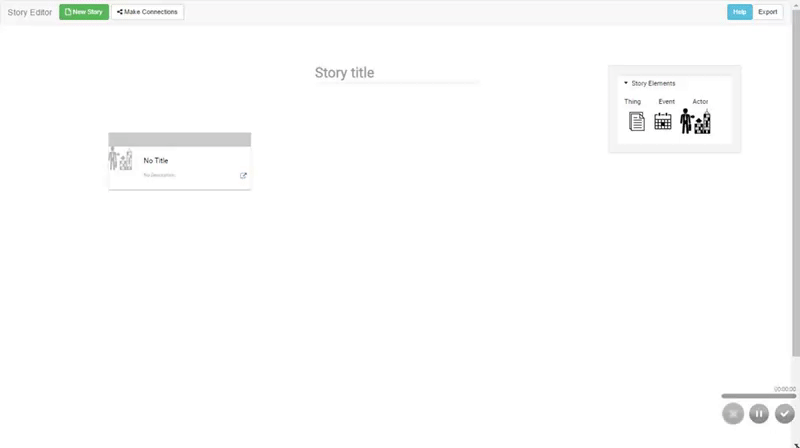 Story Editor
New Story
Make Connections
Help
Export
Story title
Story Elements
Thing Event Actor
No Title
No Description.
00:00:00